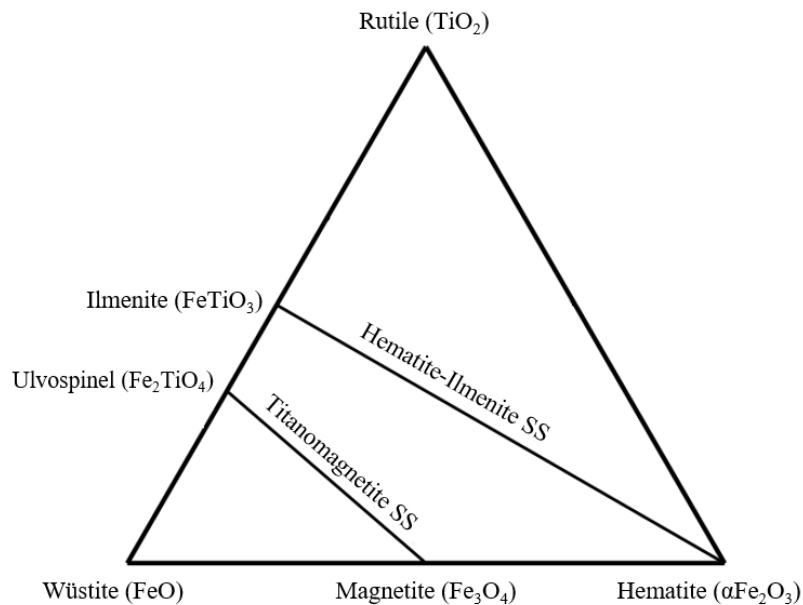 Rutile (TiO₂)
Ilmenite (FeTiO₃)
Hematite-Ilmenite SS
Ulvospinel (Fe₂TiO₄)
Titanomagnetite SS
Wüstite (FeO)
Magnetite (Fe₃O₄)
Hematite (αFe₂O₃)